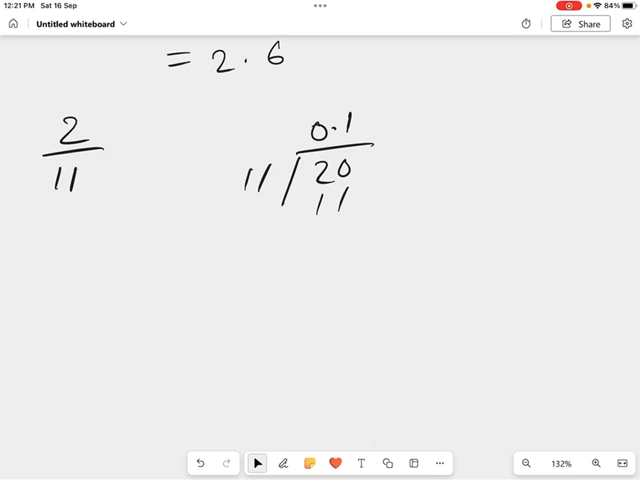 12:21 PM Sat 16 Sep
84%
Untitled whiteboard
Share
= 2.6
2
11
0.1
11 / 20
11
T
132%